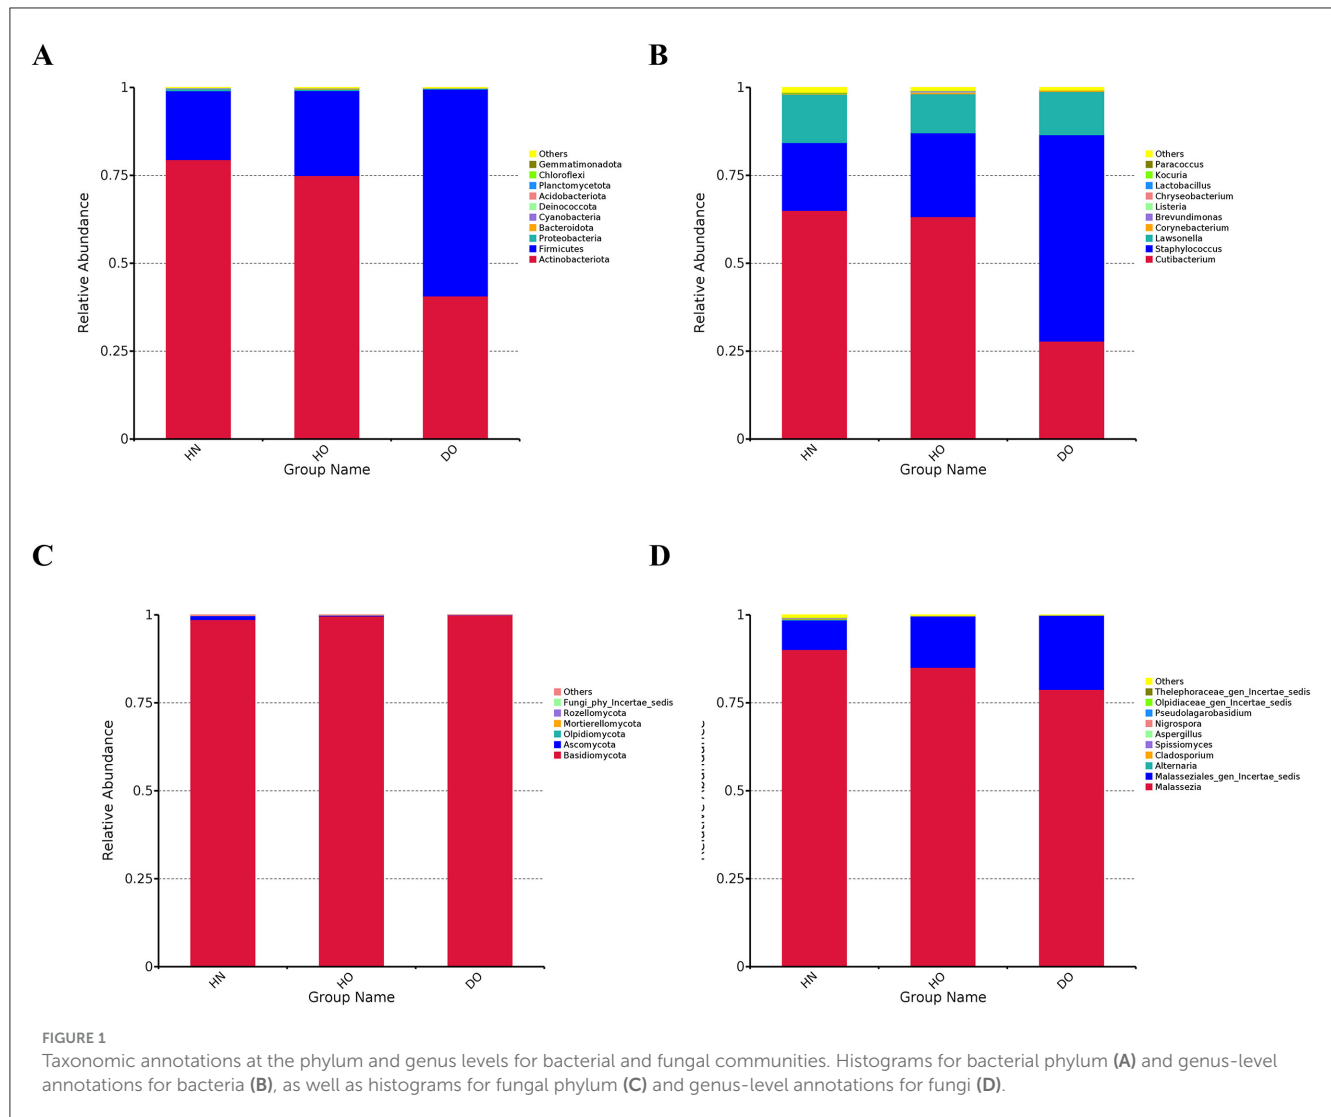 A
B
1
0.75
0.5
0.25
0
Relative Abundance
HN
HO
DO
Group Name
Others
Gemmatimonadota
Chloroflexi
Planctomycetota
Acidobacteriota
Deinococcota
Cyanobacteria
Bacteroidota
Proteobacteria
Firmicutes
Actinobacteriota
1
0.75
0.5
0.25
0
Relative Abundance
HN
HO
DO
Group Name
Others
Paracoccus
Kocuria
Lactobacillus
Chryseobacterium
Listeria
Brevundimonas
Corynebacterium
Lawsonella
Staphylococcus
Cutibacterium
C
D
1
0.75
0.5
0.25
0
Relative Abundance
HN
HO
DO
Group Name
Others
Fungi_phy_Incertae_sedis
Rozellomycota
Mortierellomycota
Olpidiomycota
Ascomycota
Basidiomycota
1
0.75
0.5
0.25
0
Relative Abundance
HN
HO
DO
Group Name
Others
Thelephoraceae_gen_Incertae_sedis
Olpidiaceae_gen_Incertae_sedis
Pseudolagarobasidium
Nigrospora
Aspergillus
Spissiomyces
Cladosporium
Alternaria
Malasseziales_gen_Incertae_sedis
Malassezia
FIGURE 1
Taxonomic annotations at the phylum and genus levels for bacterial and fungal communities. Histograms for bacterial phylum (A) and genus-level
annotations for bacteria (B), as well as histograms for fungal phylum (C) and genus-level annotations for fungi (D).